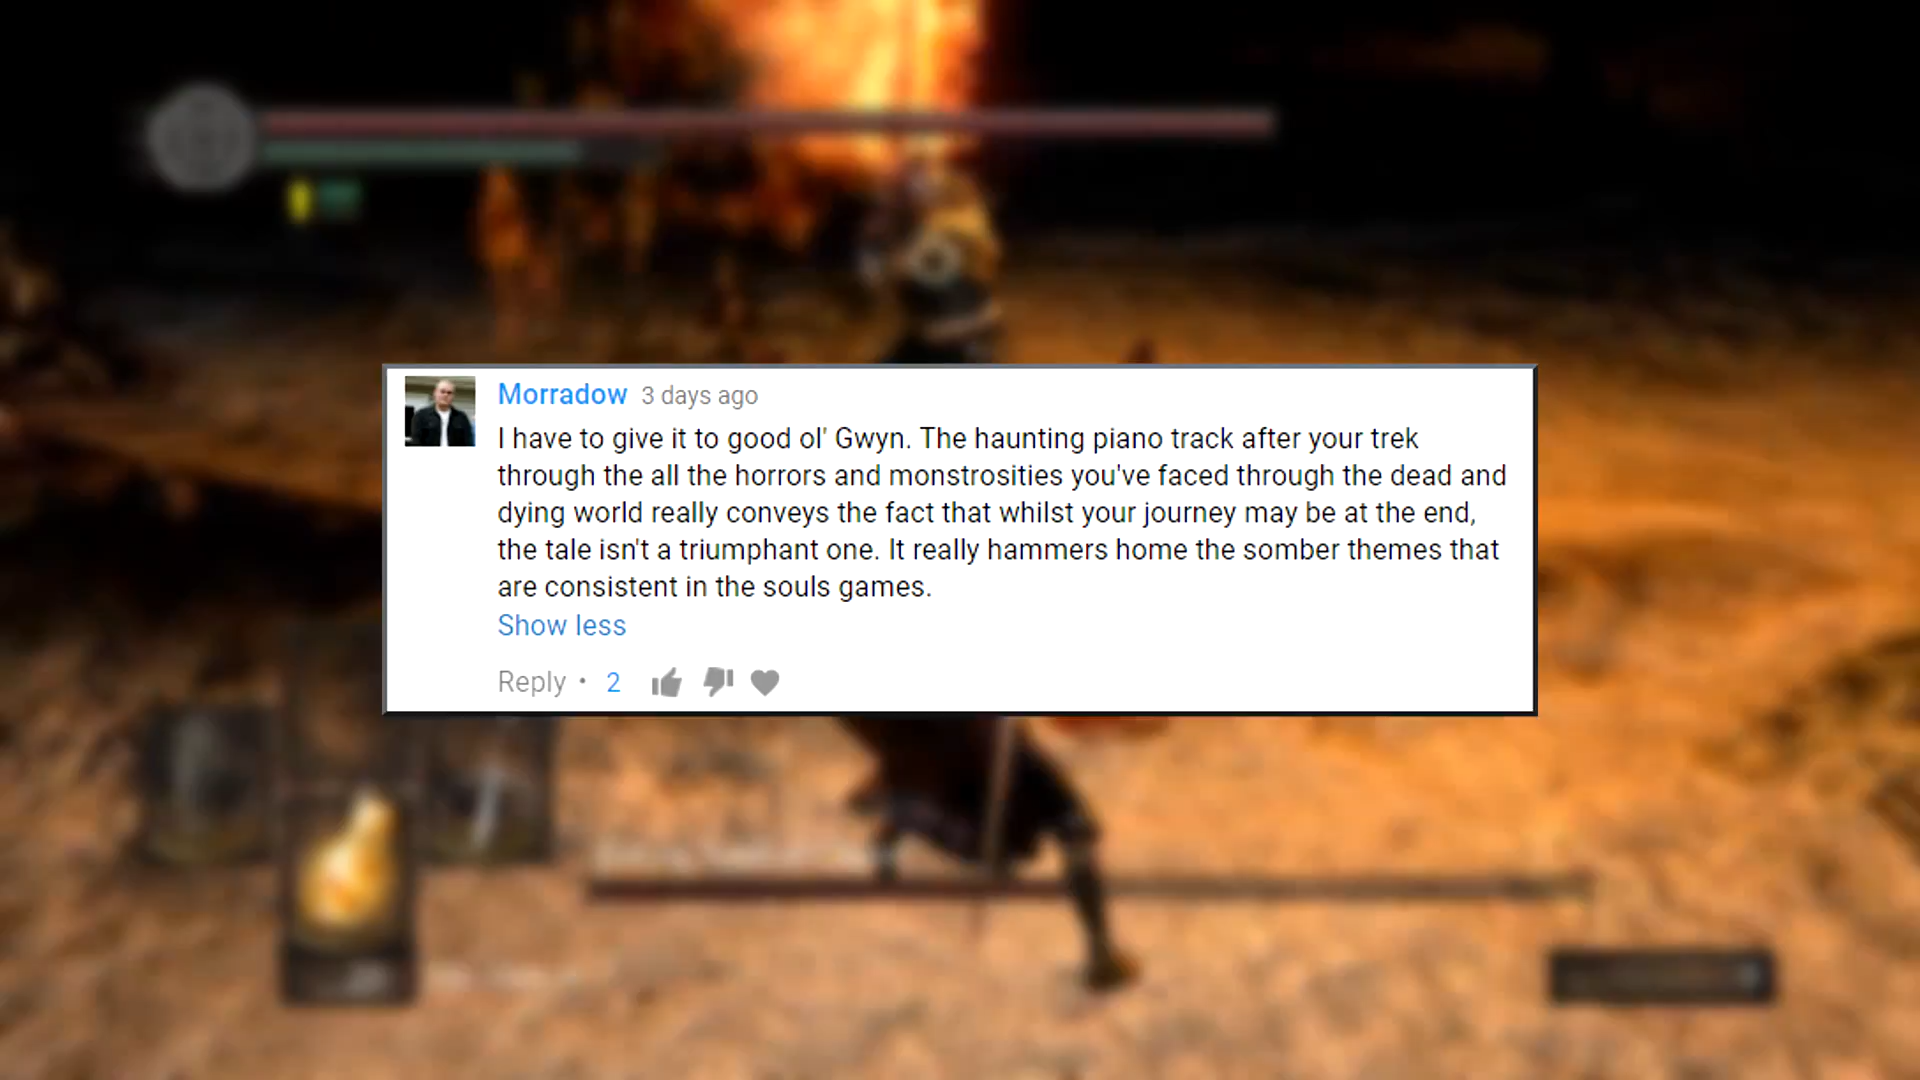 Morradow 3 days ago
I have to give it to good ol' Gwyn. The haunting piano track after your trek
through the all the horrors and monstrosities you've faced through the dead and
dying world really conveys the fact that whilst your journey may be at the end,
the tale isn't a triumphant one. It really hammers home the somber themes that
are consistent in the souls games.
Show less
Reply • 2